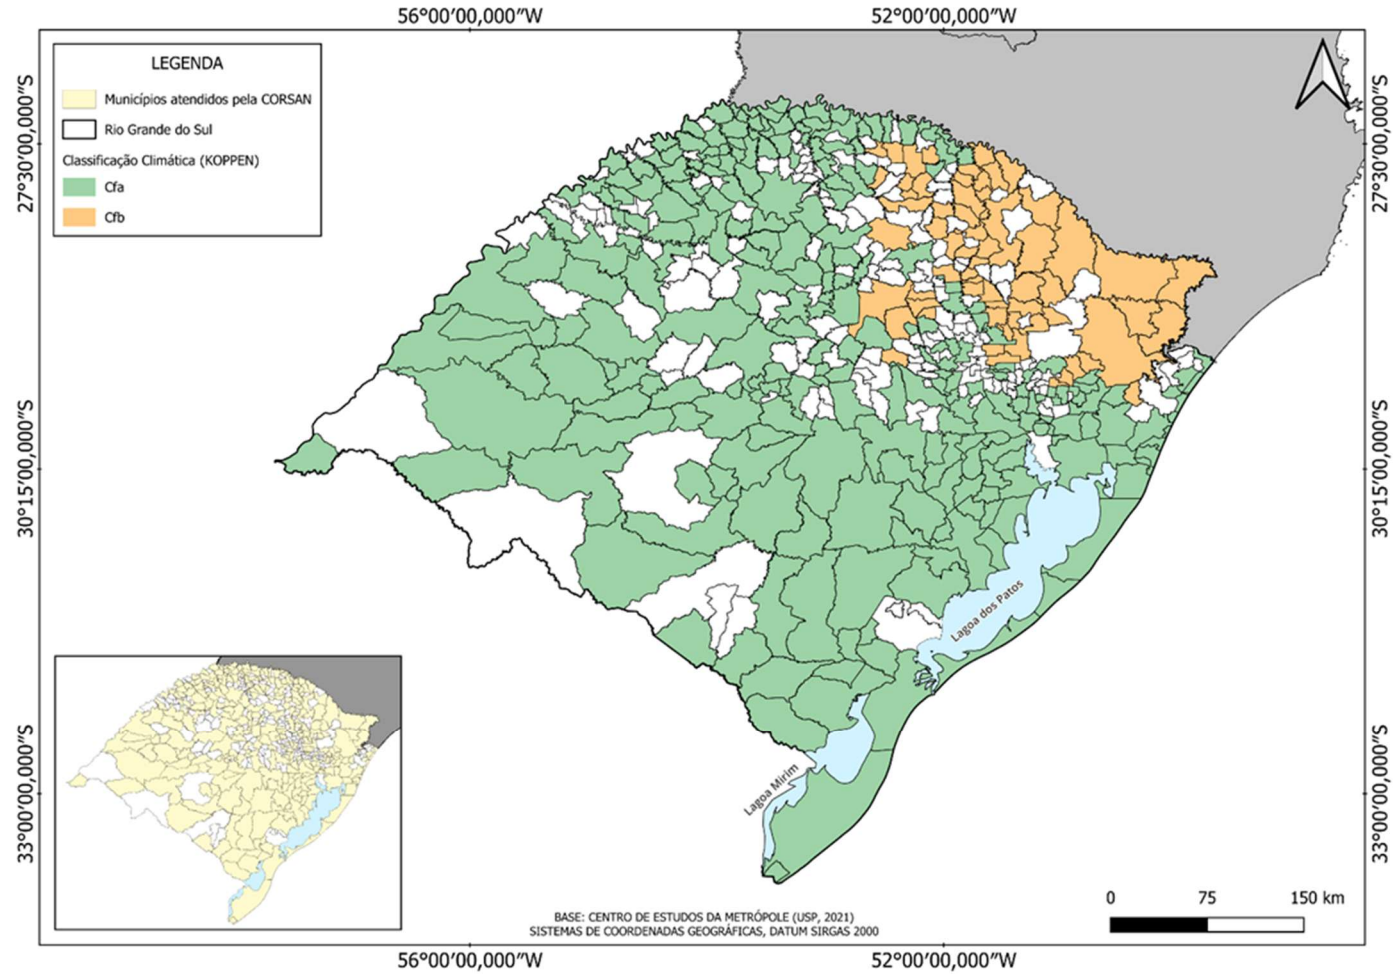 56°00'00,000"W
52°00'00,000"W
LEGENDA
Municípios atendidos pela CORSAN
Rio Grande do Sul
Classificação Climática (KOPPEN)
Cfa
Cfb
27°30'00,000"S
27°30'00,000"S
30°15'00,000"S
30°15'00,000"S
Lagoa dos Patos
Lagoa Mirim
33°00'00,000"S
33°00'00,000"S
0 75 150 km
BASE: CENTRO DE ESTUDOS DA METRÓPOLE (USP, 2021)
SISTEMAS DE COORDENADAS GEOGRÁFICAS, DATUM SIRGAS 2000
56°00'00,000"W
52°00'00,000"W